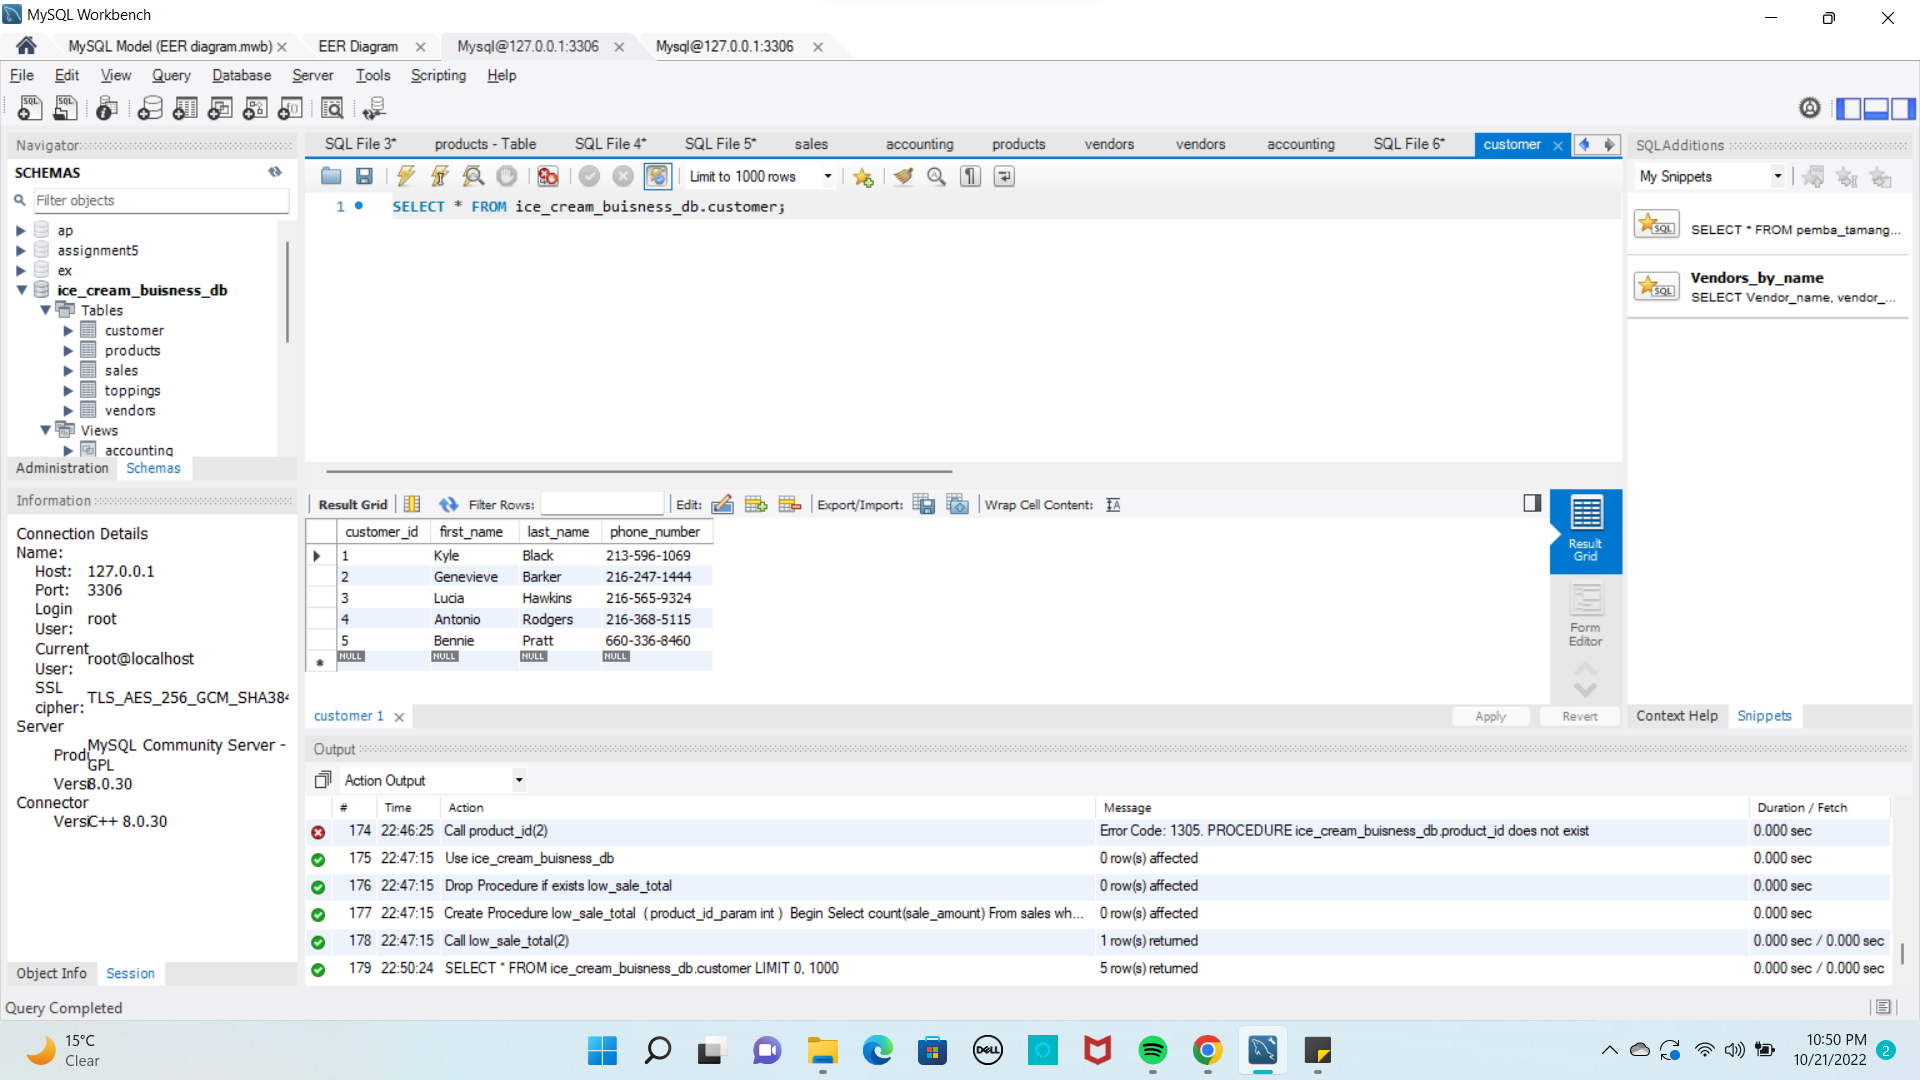 MySQL Workbench
MySQL Model (EER diagram.mwb)
EER Diagram
Mysql@127.0.0.1:3306
Mysql@127.0.0.1:3306
File Edit View Query Database Server Tools Scripting Help
Navigator
SCHEMAS
Filter objects
ap
assignment5
ex
ice_cream_buisness_db
Tables
customer
products
sales
toppings
vendors
Views
accounting
Administration Schemas
Information
Connection Details
Name:
Host: 127.0.0.1
Port: 3306
Login User: root
Current User: root@localhost
SSL cipher: TLS_AES_256_GCM_SHA384
Server
Produ MySQL Community Server - GPL
Versi 8.0.30
Connector
Versi C++ 8.0.30
Object Info Session
Query Completed
SQL File 3* products - Table SQL File 4* SQL File 5* sales accounting products vendors vendors accounting SQL File 6* customer
Limit to 1000 rows
1 SELECT * FROM ice_cream_buisness_db.customer;
Result Grid Filter Rows: Edit: Export/Import: Wrap Cell Content:
customer_id first_name last_name phone_number
1 Kyle Black 213-596-1069
2 Genevieve Barker 216-247-1444
3 Lucia Hawkins 216-565-9324
4 Antonio Rodgers 216-368-5115
5 Bennie Pratt 660-336-8460
NULL NULL NULL NULL
Result Grid
Form Editor
customer 1
Apply Revert
SQLAdditions
My Snippets
SQL
SELECT * FROM pemba_tamang...
SQL
Vendors_by_name
SELECT Vendor_name, vendor_...
Context Help Snippets
Output
Action Output
# Time Action Message Duration / Fetch
174 22:46:25 Call product_id(2) Error Code: 1305. PROCEDURE ice_cream_buisness_db.product_id does not exist 0.000 sec
175 22:47:15 Use ice_cream_buisness_db 0 row(s) affected 0.000 sec
176 22:47:15 Drop Procedure if exists low_sale_total 0 row(s) affected 0.000 sec
177 22:47:15 Create Procedure low_sale_total ( product_id_param int ) Begin Select count(sale_amount) From sales wh... 0 row(s) affected 0.000 sec
178 22:47:15 Call low_sale_total(2) 1 row(s) returned 0.000 sec / 0.000 sec
179 22:50:24 SELECT * FROM ice_cream_buisness_db.customer LIMIT 0, 1000 5 row(s) returned 0.000 sec / 0.000 sec
15°C
Clear
DELL
10:50 PM
10/21/2022
2